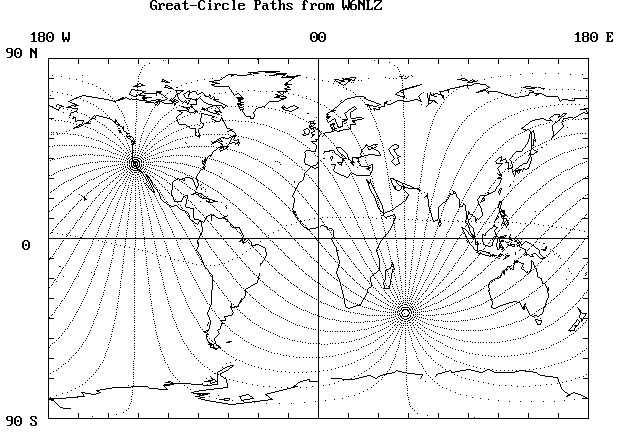 Great-Circle Paths from W6NLZ
180 W 00 180 E
90 N
0
90 S